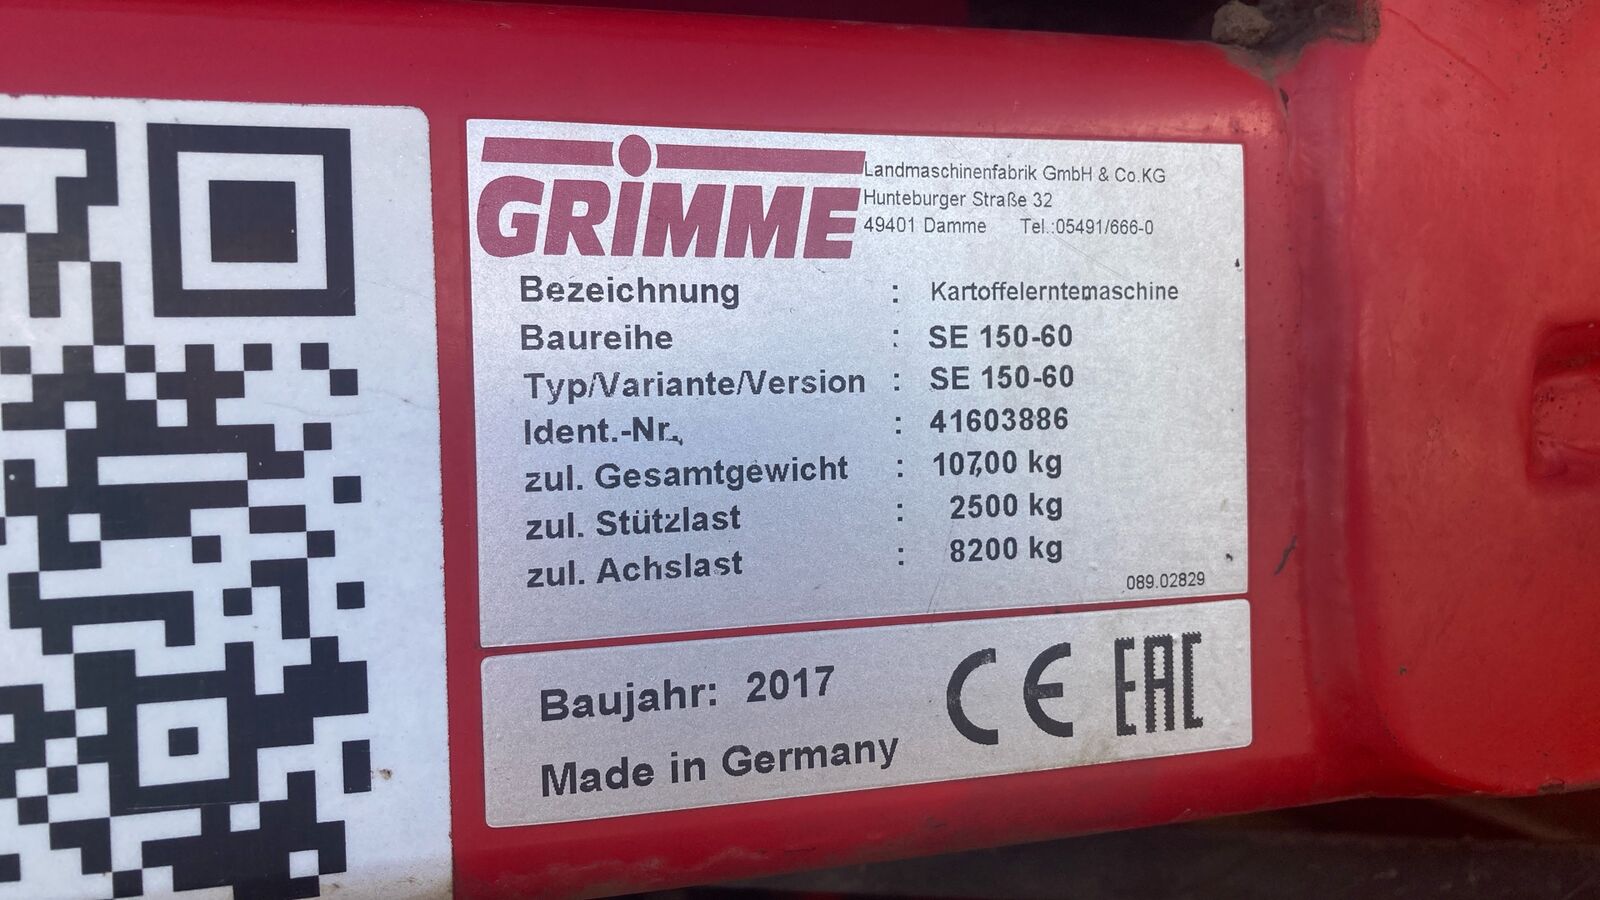 GRIMME
Landmaschinenfabrik GmbH & Co.KG
Hunteburger Straße 32
49401 Damme Tel.:05491/666-0
Bezeichnung : Kartoffelerntemaschine
Baureihe : SE 150-60
Typ/Variante/Version : SE 150-60
Ident.-Nr. : 41603886
zul. Gesamtgewicht : 10700 kg
zul. Stützlast : 2500 kg
zul. Achslast : 8200 kg
089.02829
Baujahr: 2017 CE EAC
Made in Germany